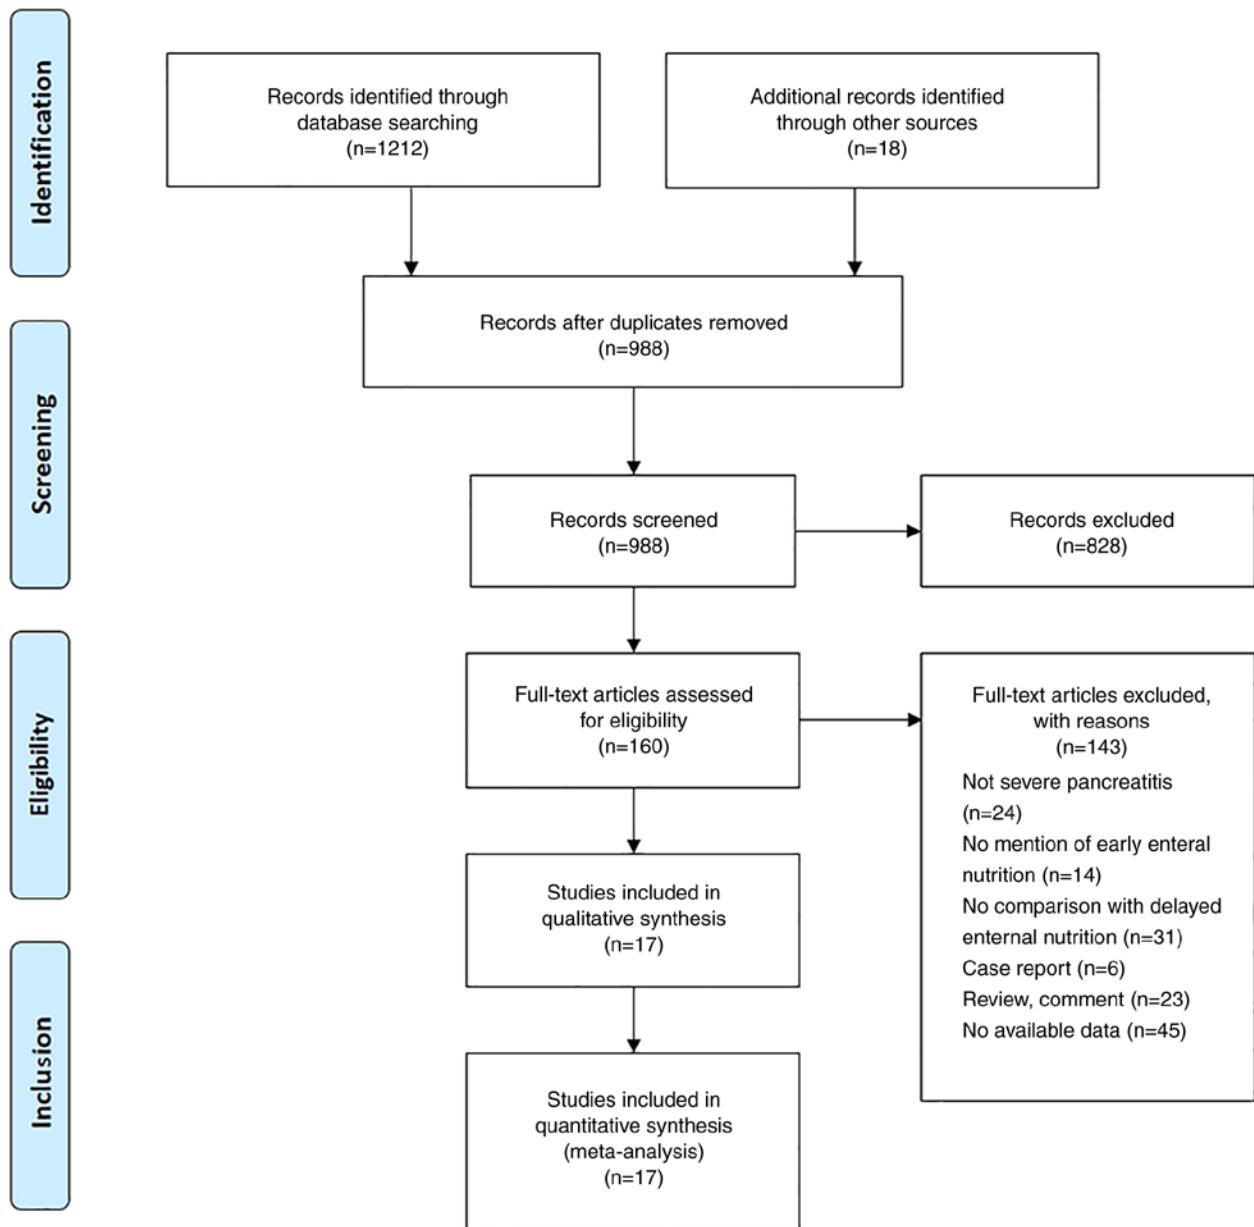 Identification
Records identified through
database searching
(n=1212)
Additional records identified
through other sources
(n=18)
Records after duplicates removed
(n=988)
Screening
Records screened
(n=988)
Records excluded
(n=828)
Eligibility
Full-text articles assessed
for eligibility
(n=160)
Full-text articles excluded,
with reasons
(n=143)
Not severe pancreatitis
(n=24)
No mention of early enteral
nutrition (n=14)
No comparison with delayed
enternal nutrition (n=31)
Case report (n=6)
Review, comment (n=23)
No available data (n=45)
Studies included in
qualitative synthesis
(n=17)
Inclusion
Studies included in
quantitative synthesis
(meta-analysis)
(n=17)